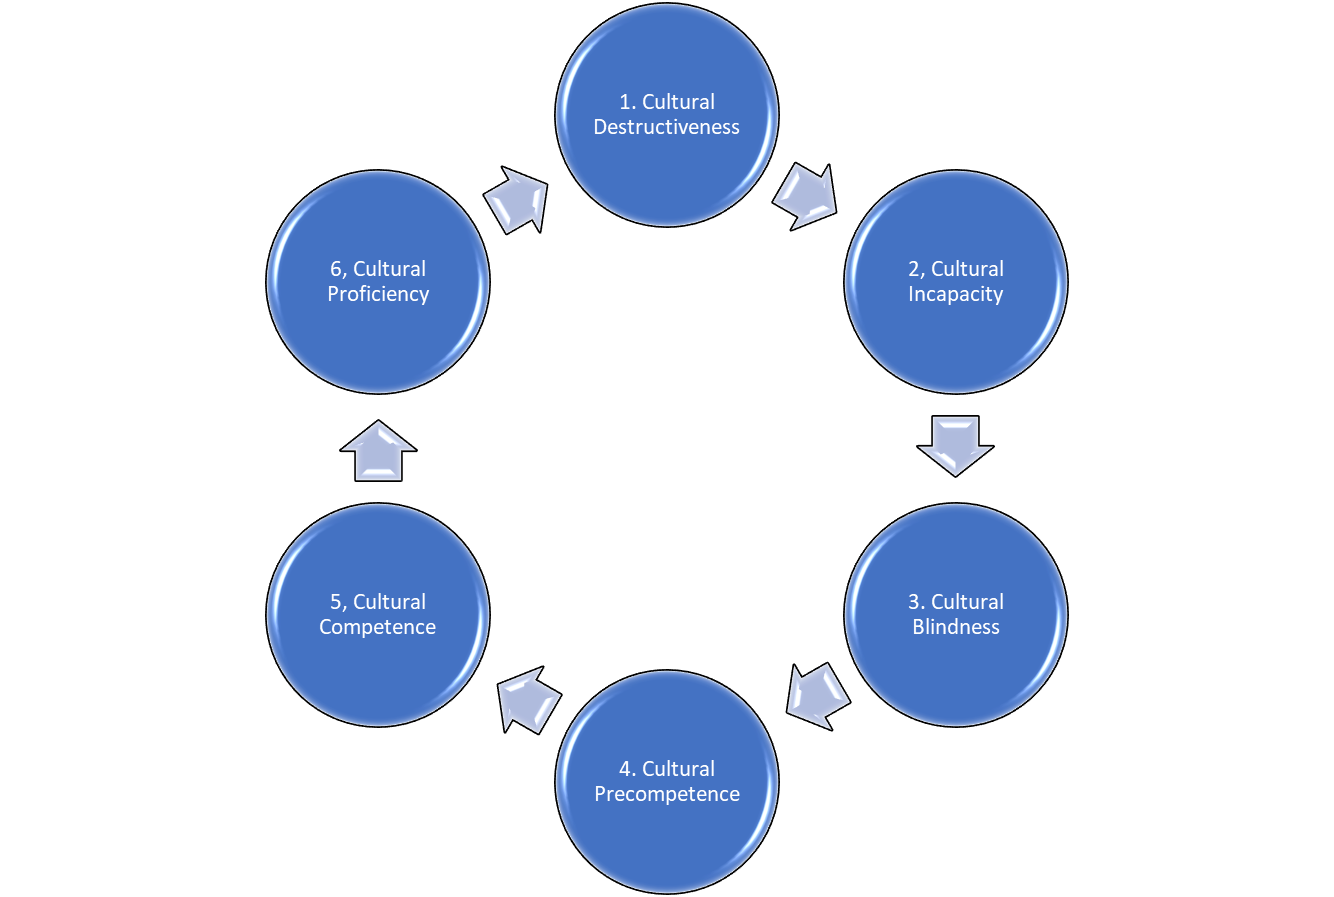 1. Cultural
Destructiveness
2, Cultural
Incapacity
3. Cultural
Blindness
4. Cultural
Precompetence
5, Cultural
Competence
6, Cultural
Proficiency